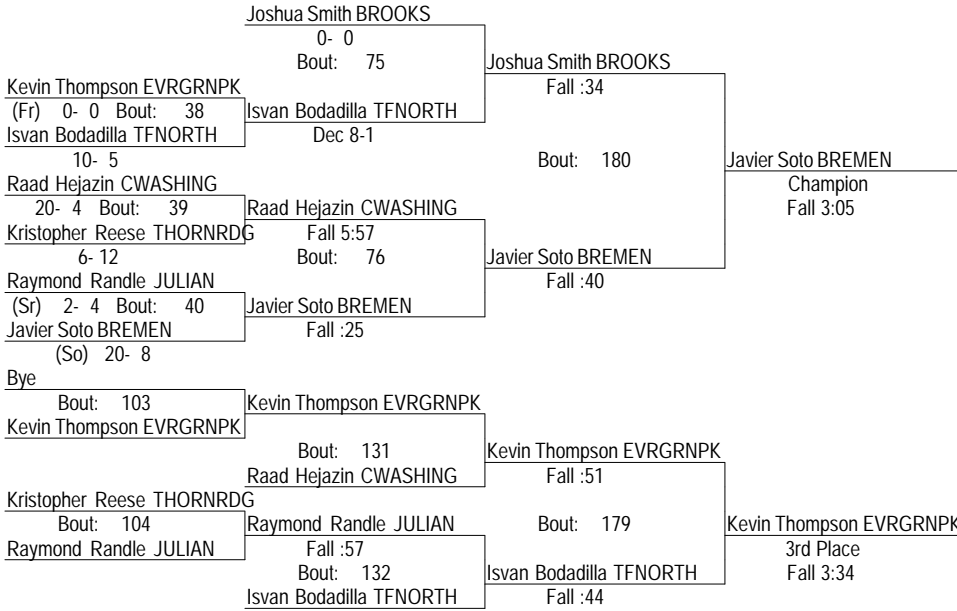 Joshua Smith BROOKS
0- 0
Bout: 75
Joshua Smith BROOKS
Kevin Thompson EVRGRNPK
Fall :34
(Fr) 0- 0 Bout: 38
Isvan Bodadilla TFNORTH
Isvan Bodadilla TFNORTH
Dec 8-1
10- 5
Bout: 180
Javier Soto BREMEN
Raad Hejazin CWASHING
Champion
20- 4 Bout: 39
Raad Hejazin CWASHING
Fall 3:05
Kristopher Reese THORNRDG
Fall 5:57
6- 12
Bout: 76
Javier Soto BREMEN
Raymond Randle JULIAN
Fall :40
(Sr) 2- 4 Bout: 40
Javier Soto BREMEN
Javier Soto BREMEN
Fall :25
(So) 20- 8
Bye
Bout: 103
Kevin Thompson EVRGRNPK
Kevin Thompson EVRGRNPK
Bout: 131
Kevin Thompson EVRGRNPK
Raad Hejazin CWASHING
Fall :51
Kristopher Reese THORNRDG
Bout: 104
Raymond Randle JULIAN
Bout: 179
Kevin Thompson EVRGRNPK
Raymond Randle JULIAN
Fall :57
3rd Place
Bout: 132
Isvan Bodadilla TFNORTH
Fall 3:34
Isvan Bodadilla TFNORTH
Fall :44